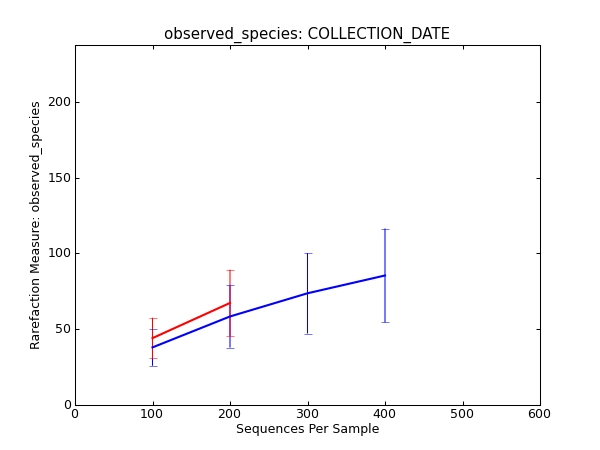 observed_species: COLLECTION_DATE
Rarefaction Measure: observed_species
200
150
100
50
0
0 100 200 300 400 500 600
Sequences Per Sample